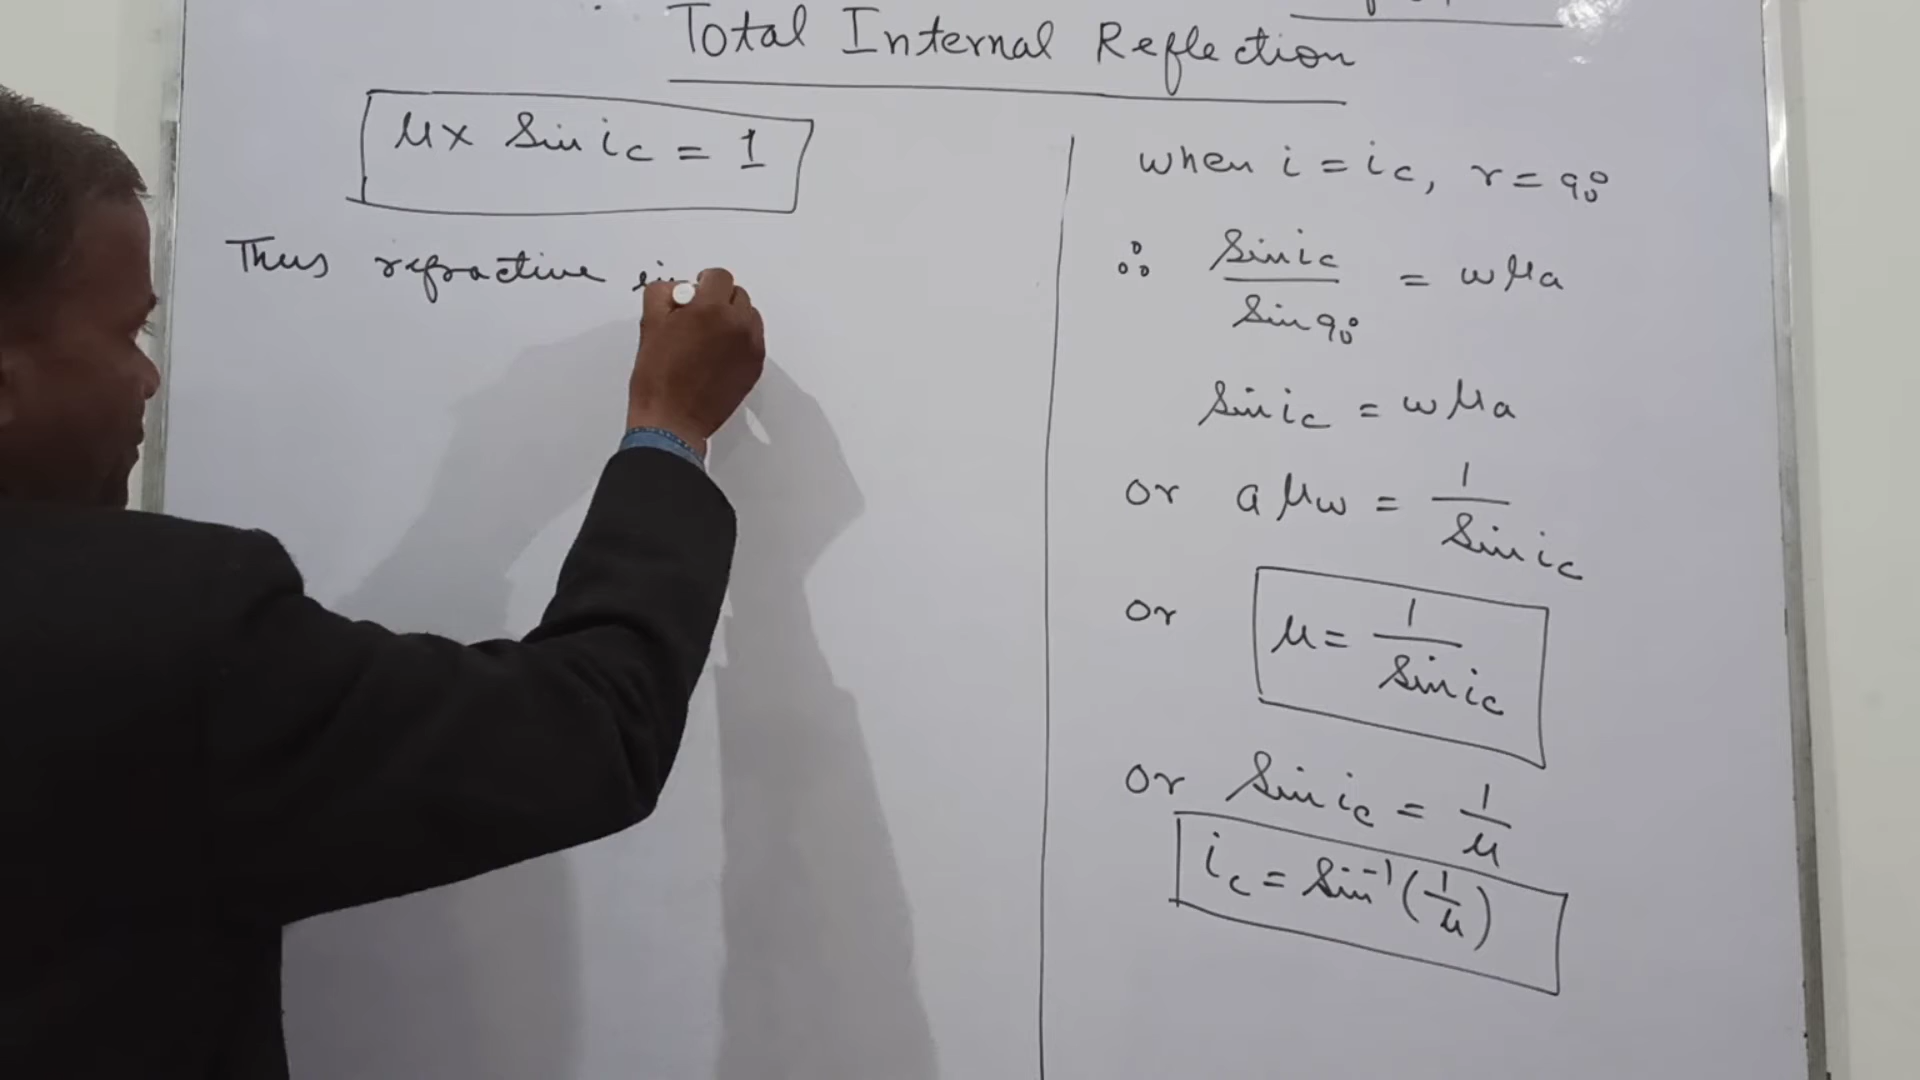 Total Internal Reflection
μ × Sin ic = 1
Thus refractive
when i = ic, r = 90°
∴ Sin ic / Sin 90° = wμa
Sin ic = wμa
or aμw = 1 / Sin ic
or μ = 1 / Sin ic
or Sin ic = 1 / μ
ic = Sin⁻¹ (1/μ)